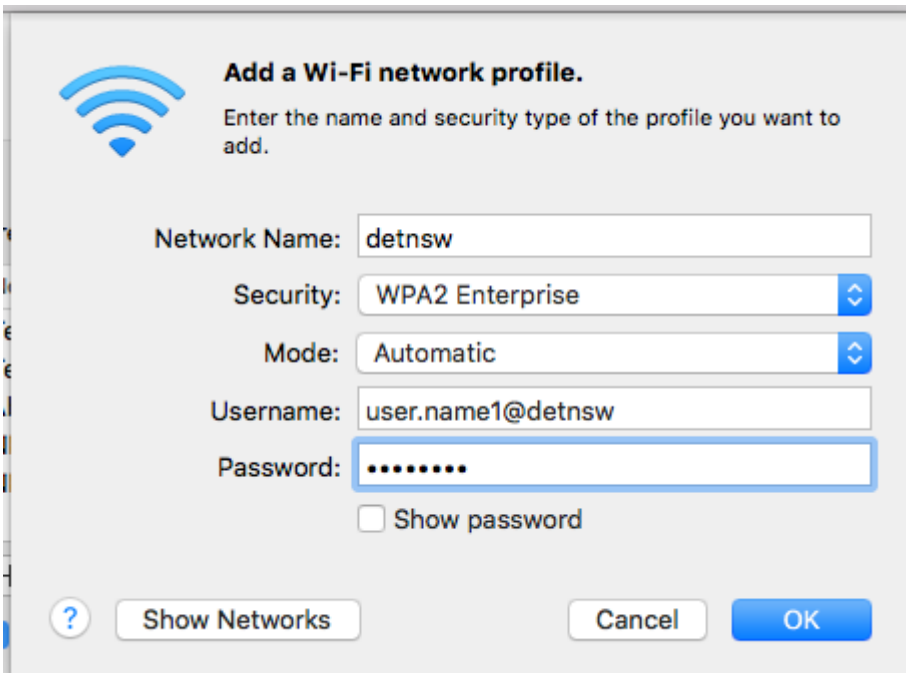 Add a Wi-Fi network profile.
Enter the name and security type of the profile you want to
add.
Network Name: detnsw
Security: WPA2 Enterprise
Mode: Automatic
Username: user.name1@detnsw
Password: ••••••••
Show password
? Show Networks Cancel OK